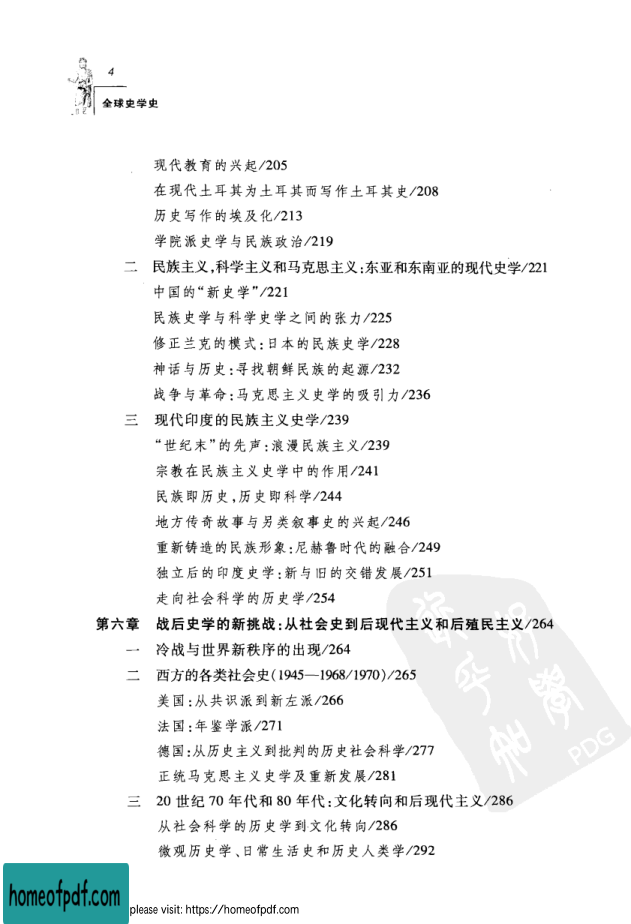 4
全球史学史
现代教育的兴起/205
在现代土耳其为土耳其而写作土耳其史/208
历史写作的埃及化/213
学院派史学与民族政治/219
二 民族主义,科学主义和马克思主义:东亚和东南亚的现代史学/221
中国的“新史学”/221
民族史学与科学史学之间的张力/225
修正兰克的模式:日本的民族史学/228
神话与历史:寻找朝鲜民族的起源/232
战争与革命:马克思主义史学的吸引力/236
三 现代印度的民族主义史学/239
“世纪末”的先声:浪漫民族主义/239
宗教在民族主义史学中的作用/241
民族即历史,历史即科学/244
地方传奇故事与另类叙事史的兴起/246
重新铸造的民族形象:尼赫鲁时代的融合/249
独立后的印度史学:新与旧的交错发展/251
走向社会科学的历史学/254
第六章 战后史学的新挑战:从社会史到后现代主义和后殖民主义/264
一 冷战与世界新秩序的出现/264
二 西方的各类社会史(1945—1968/1970)/265
美国:从共识派到新左派/266
法国:年鉴学派/271
德国:从历史主义到批判的历史社会科学/277
正统马克思主义史学及重新发展/281
三 20世纪70年代和80年代:文化转向和后现代主义/286
从社会科学的历史学到文化转向/286
微观历史学、日常生活史和历史人类学/292
PDG
homeofpdf.com
please visit: https://homeofpdf.com